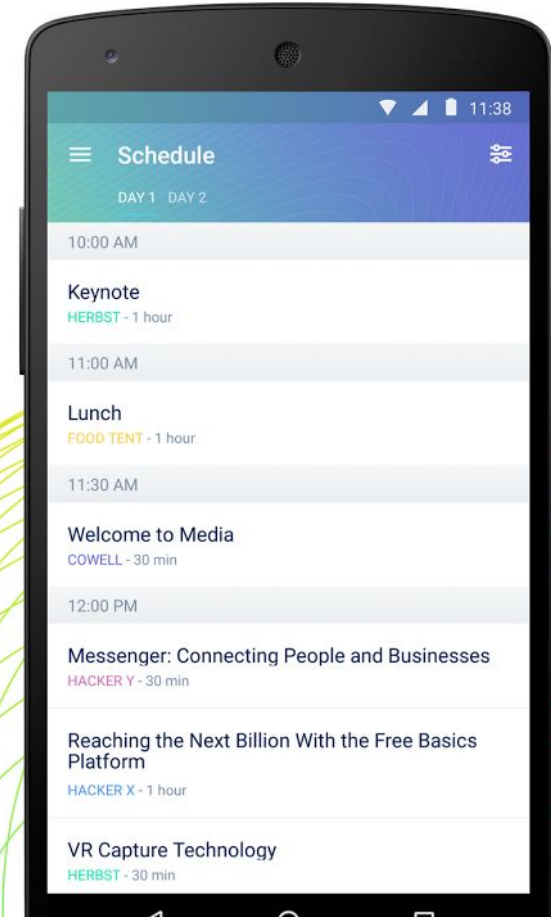 11:38
Schedule
DAY 1 DAY 2
10:00 AM
Keynote
HERBST - 1 hour
11:00 AM
Lunch
FOOD TENT - 1 hour
11:30 AM
Welcome to Media
COWELL - 30 min
12:00 PM
Messenger: Connecting People and Businesses
HACKER Y - 30 min
Reaching the Next Billion With the Free Basics
Platform
HACKER X - 1 hour
VR Capture Technology
HERBST - 30 min